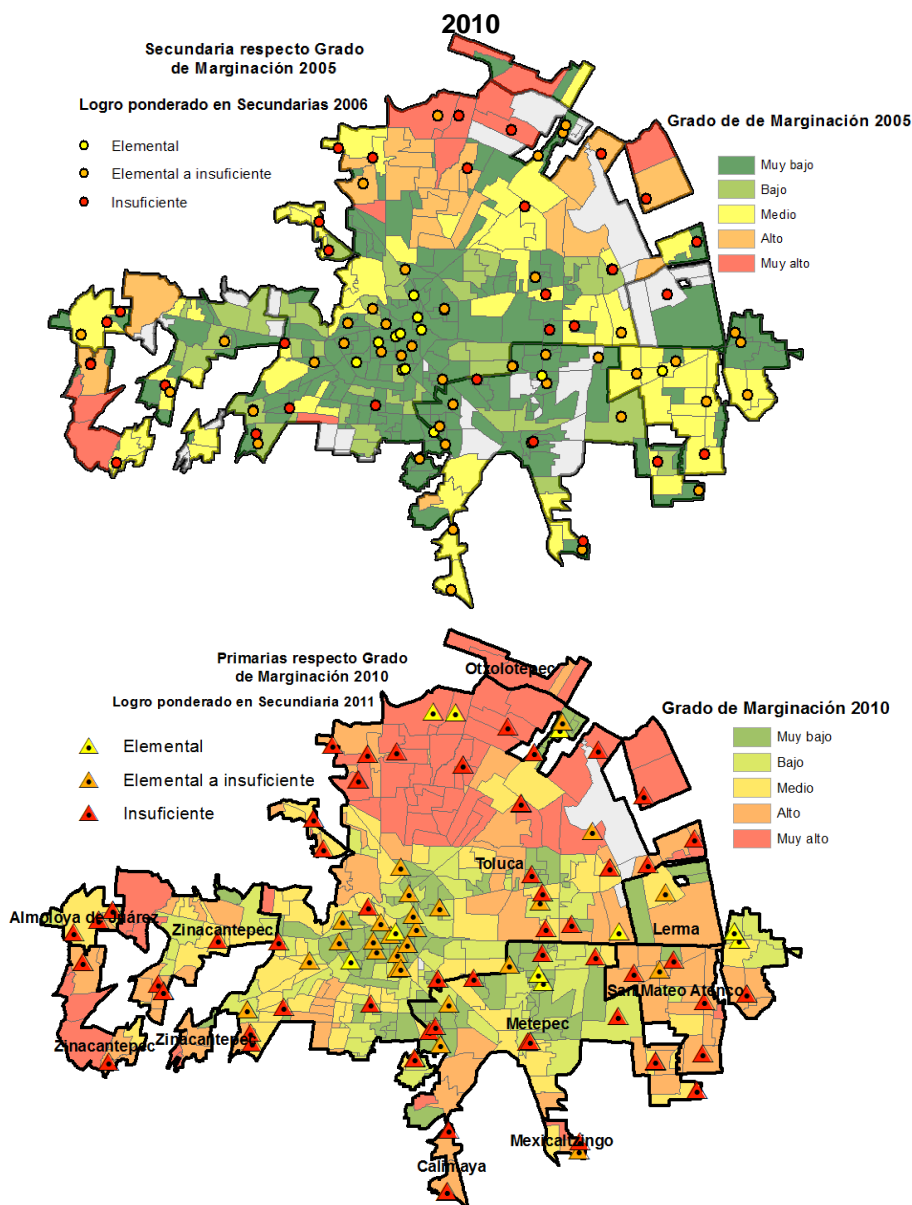 2010
Secundaria respecto Grado
de Marginación 2005
Logro ponderado en Secundarias 2006
Elemental
Elemental a insuficiente
Insuficiente
Grado de de Marginación 2005
Muy bajo
Bajo
Medio
Alto
Muy alto
Primarias respecto Grado
de Marginación 2010
Logro ponderado en Secundiaria 2011
Elemental
Elemental a insuficiente
Insuficiente
Grado de Marginación 2010
Muy bajo
Bajo
Medio
Alto
Muy alto
Otxolotepec
Toluca
Almoloya de Juárez
Zinacantepec
Lerma
San Mateo Atenco
Metepec
Zinacantepec
Zinacantepec
Mexicaltzingo
Calimaya